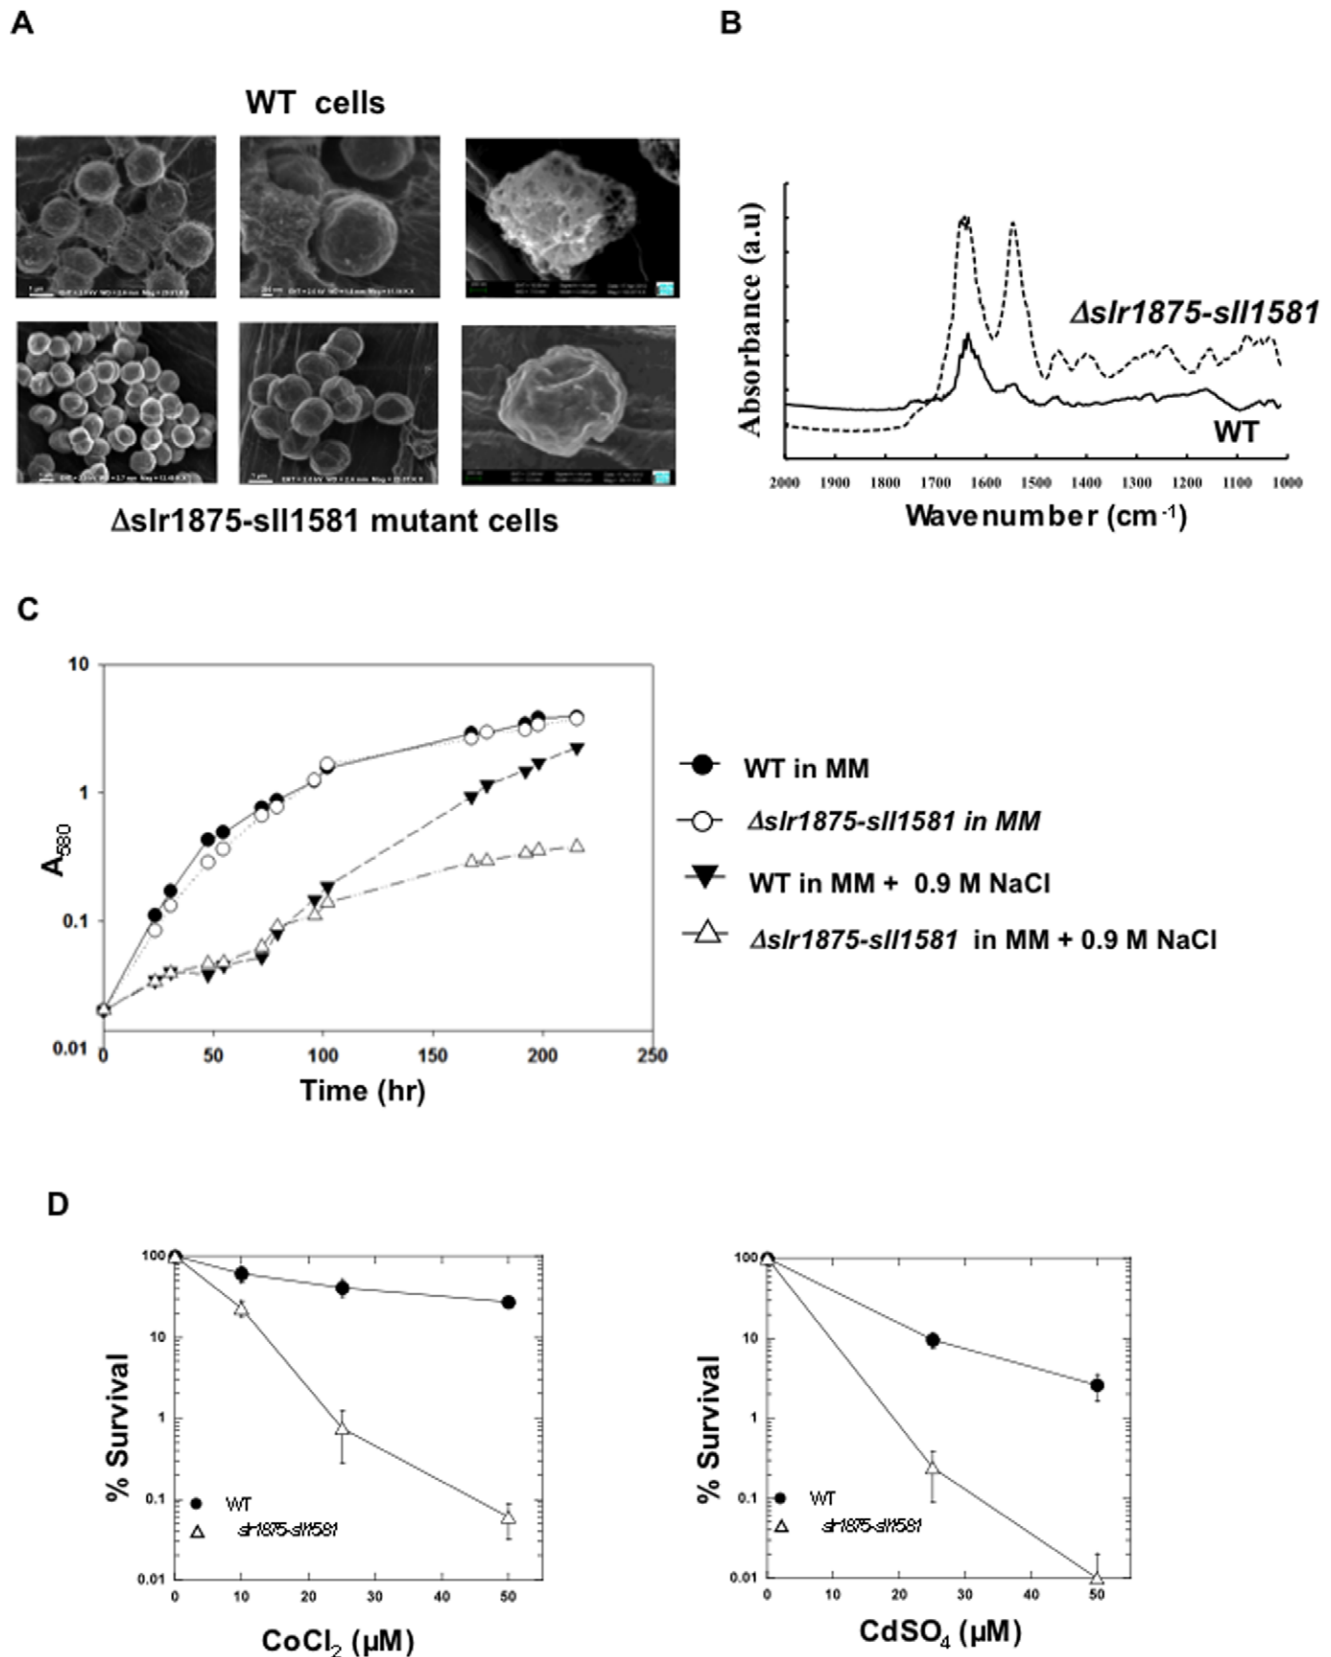 A
B
WT cells
Δslr1875-sll1581 mutant cells
Absorbance (a.u)
Δslr1875-sll1581
WT
2000 1900 1800 1700 1600 1500 1400 1300 1200 1100 1000
Wavenumber (cm-1)
C
10
1
0.1
0.01
A580
0 50 100 150 200 250
Time (hr)
WT in MM
Δslr1875-sll1581 in MM
WT in MM + 0.9 M NaCl
Δslr1875-sll1581 in MM + 0.9 M NaCl
D
100
10
1
0.1
0.01
% Survival
WT
slr1875-sll1581
0 10 20 30 40 50
CoCl2 (µM)
100
10
1
0.1
0.01
% Survival
WT
slr1875-sll1581
0 10 20 30 40 50
CdSO4 (µM)